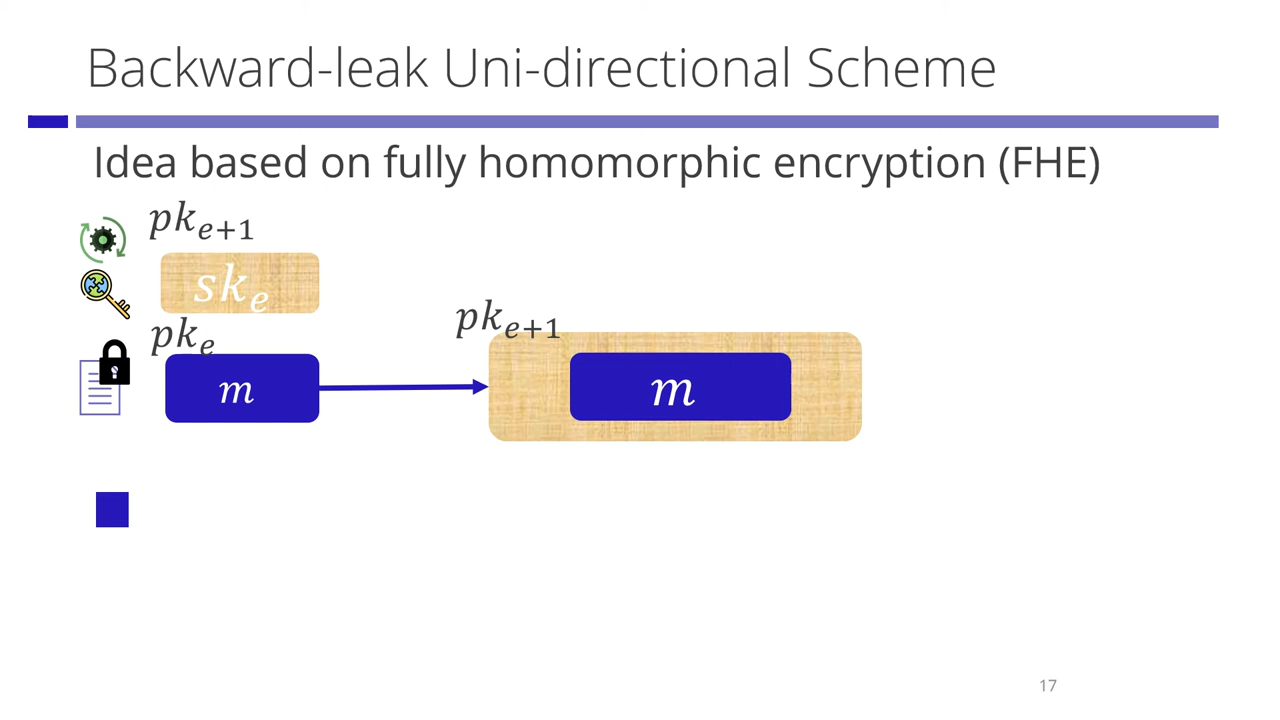 Backward-leak Uni-directional Scheme
Idea based on fully homomorphic encryption (FHE)
pk_{e+1}
sk_e
pk_e
pk_{e+1}
m
m
17